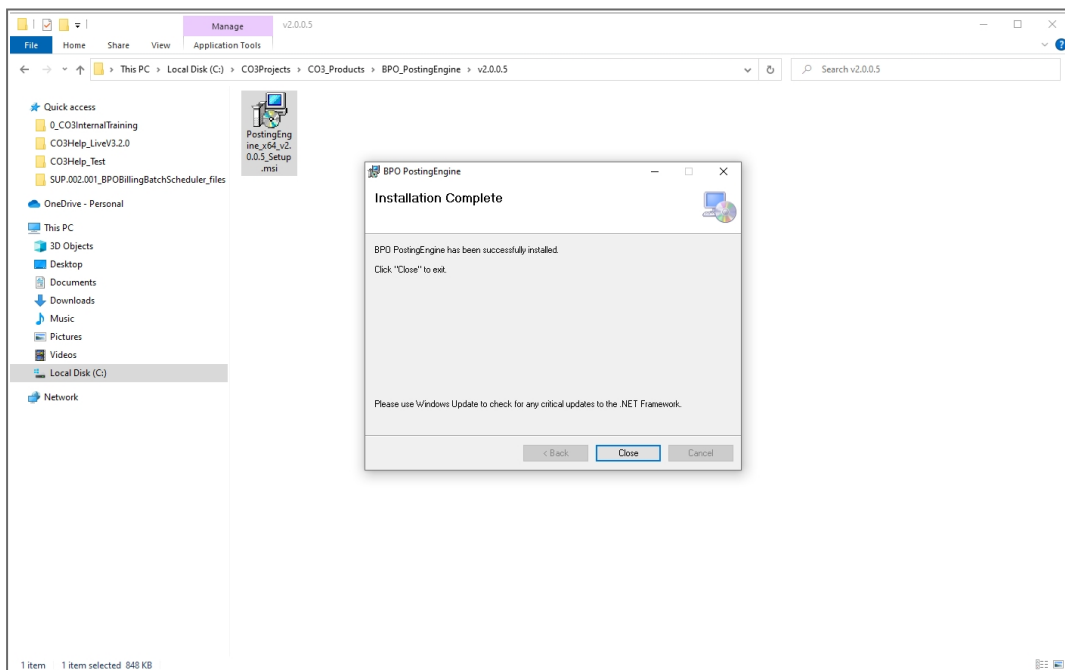 Manage
v2.0.0.5
File
Home
Share
View
Application Tools
This PC > Local Disk (C:) > CO3Projects > CO3_Products > BPO_PostingEngine > v2.0.0.5
Search v2.0.0.5
Quick access
0_CO3InternalTraining
CO3Help_LiveV3.2.0
CO3Help_Test
SUP.002.001_BPOBillingBatchScheduler_files
OneDrive - Personal
This PC
3D Objects
Desktop
Documents
Downloads
Music
Pictures
Videos
Local Disk (C:)
Network
PostingEng
ine_x64_v2.
0.0.5_Setup
.msi
BPO PostingEngine
Installation Complete
BPO PostingEngine has been successfully installed.
Click "Close" to exit.
Please use Windows Update to check for any critical updates to the .NET Framework.
< Back
Close
Cancel
1 item
1 item selected 848 KB